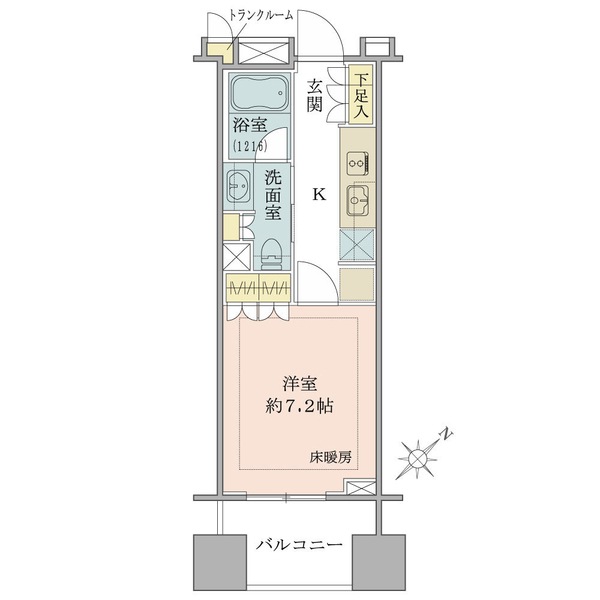 トランクルーム
玄関
下足入
浴室
(1216)
洗面室
K
洋室
約7.2帖
床暖房
N
バルコニー